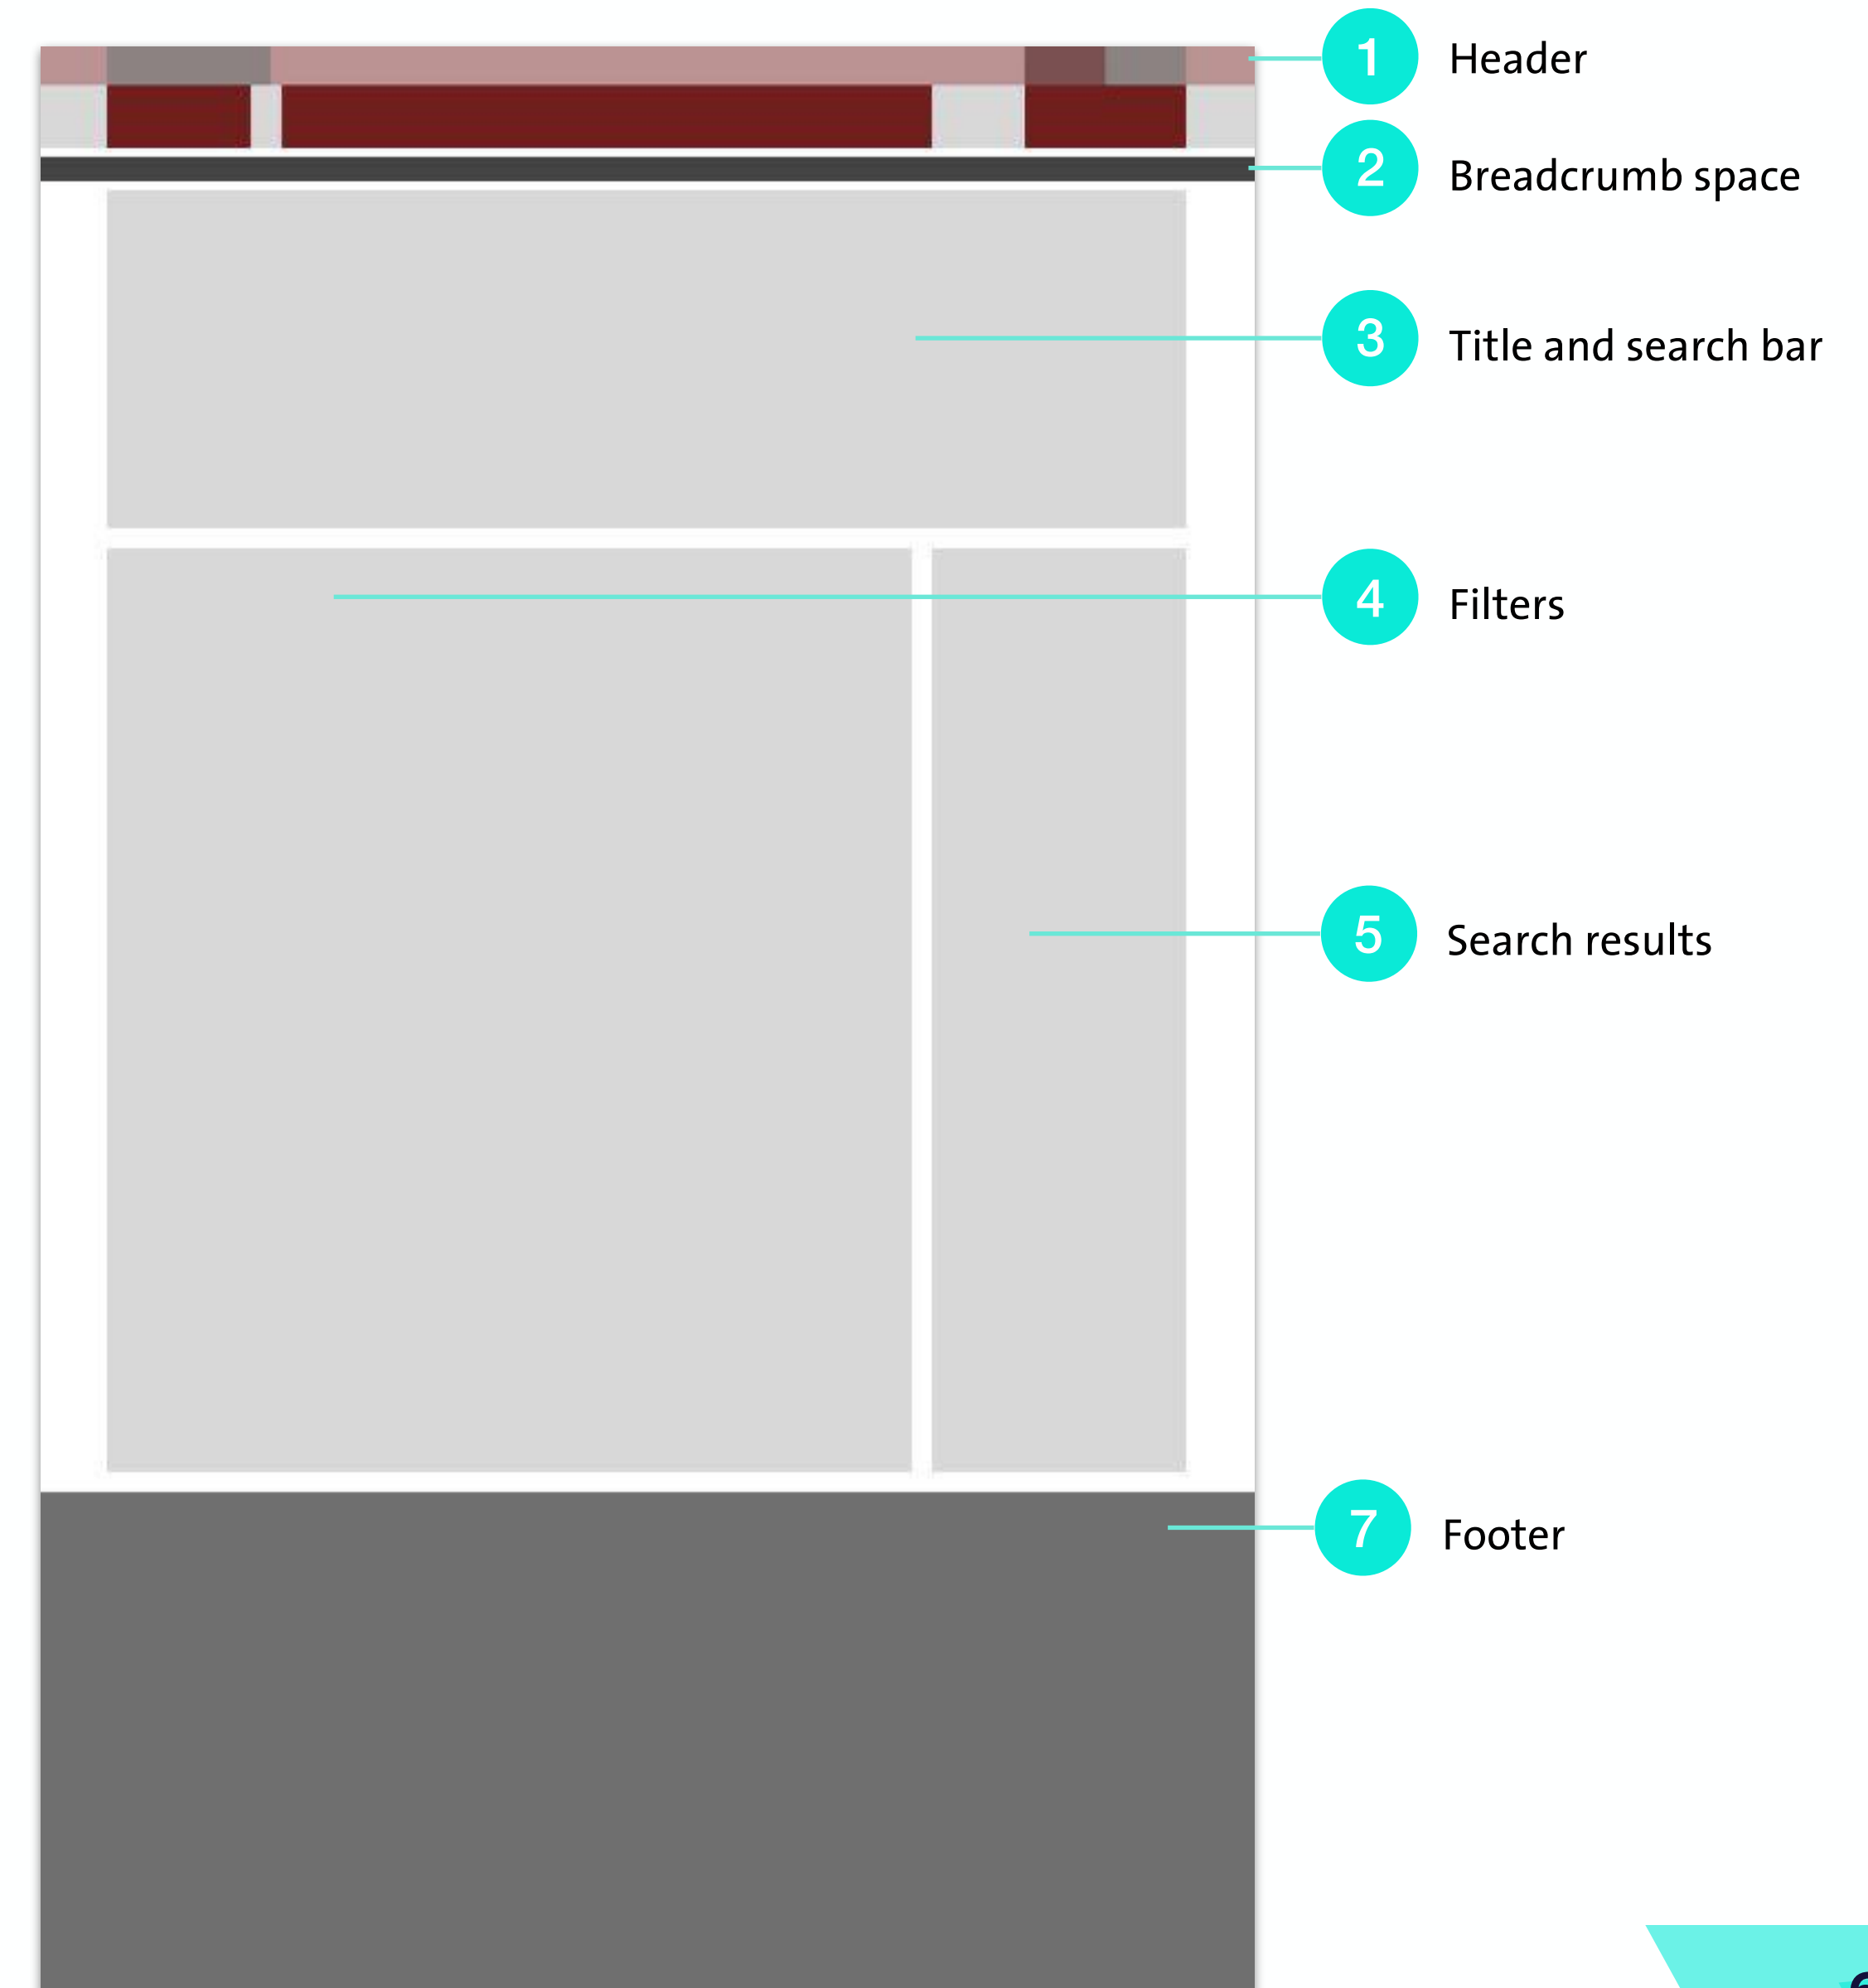 1 Header
2 Breadcrumb space
3 Title and search bar
4 Filters
5 Search results
7 Footer